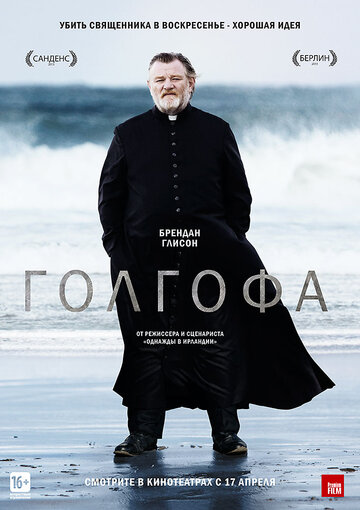 УБИТЬ СВЯЩЕННИКА В ВОСКРЕСЕНЬЕ - ХОРОШАЯ ИДЕЯ
САНДЕНС
БЕРЛИН
БРЕНДАН
ГЛИСОН
ГОЛГОФА
ОТ РЕЖИССЕРА И СЦЕНАРИСТА
«ОДНАЖДЫ В ИРЛАНДИИ»
16+
СМОТРИТЕ В КИНОТЕАТРАХ С 17 АПРЕЛЯ
Premium
FILM